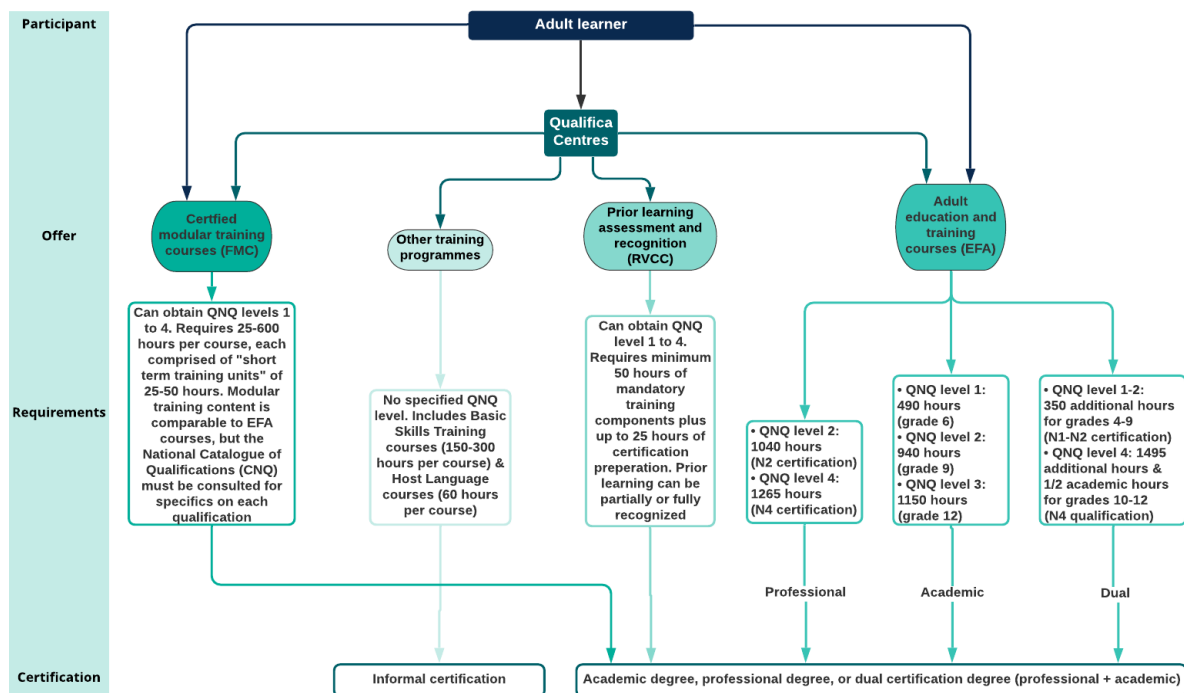 Participant
Adult learner
Qualifica
Centres
Offer
Certfied
modular training
courses (FMC)
Other training
programmes
Prior learning
assessment and
recognition
(RVCC)
Adult
education and
training
courses (EFA)
Requirements
Can obtain QNQ levels 1
to 4. Requires 25-600
hours per course, each
comprised of "short
term training units" of
25-50 hours. Modular
training content is
comparable to EFA
courses, but the
National Catalogue of
Qualifications (CNQ)
must be consulted for
specifics on each
qualification
No specified QNQ
level. Includes Basic
Skills Training
courses (150-300
hours per course) &
Host Language
courses (60 hours
per course)
Can obtain QNQ
level 1 to 4.
Requires minimum
50 hours of
mandatory
training
components plus
up to 25 hours of
certification
preperation. Prior
learning can be
partially or fully
recognized
• QNQ level 2:
1040 hours
(N2 certification)
• QNQ level 4:
1265 hours
(N4 certification)
• QNQ level 1:
490 hours
(grade 6)
• QNQ level 2:
940 hours
(grade 9)
• QNQ level 3:
1150 hours
(grade 12)
• QNQ level 1-2:
350 additional hours
for grades 4-9
(N1-N2 certification)
• QNQ level 4: 1495
additional hours &
1/2 academic hours
for grades 10-12
(N4 qualification)
Professional
Academic
Dual
Certification
Informal certification
Academic degree, professional degree, or dual certification degree (professional + academic)